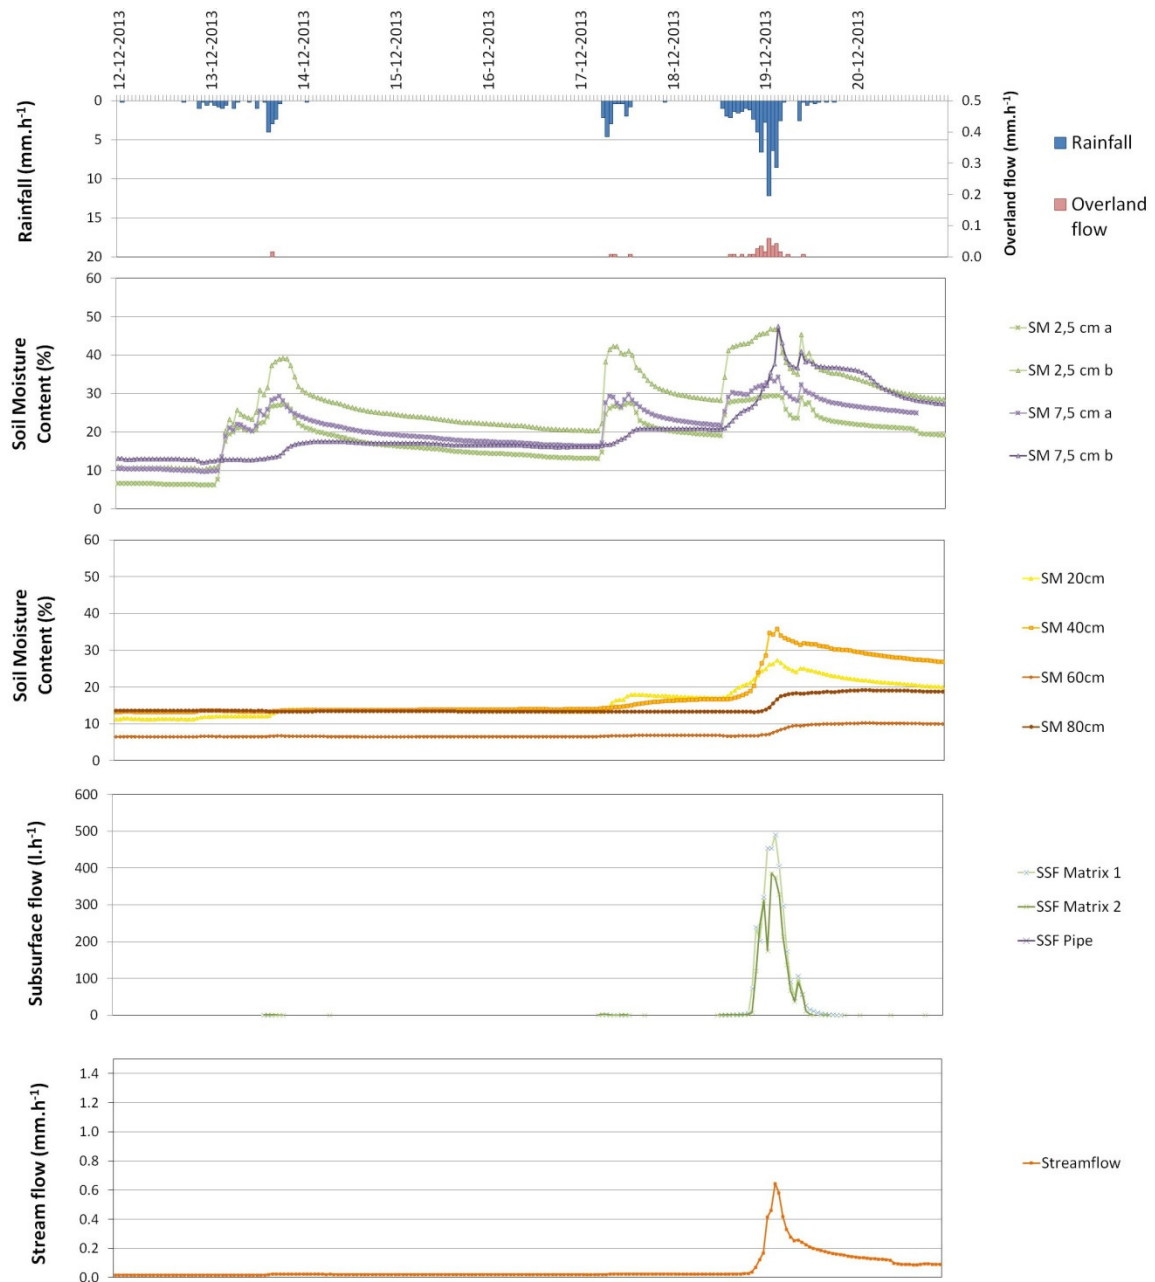 12-12-2013
13-12-2013
14-12-2013
15-12-2013
16-12-2013
17-12-2013
18-12-2013
19-12-2013
20-12-2013
Rainfall (mm.h⁻¹)
0
5
10
15
20
0.5
0.4
0.3
0.2
0.1
0.0
Overland flow (mm.h⁻¹)
Rainfall
Overland
flow
Soil Moisture
Content (%)
60
50
40
30
20
10
0
SM 2,5 cm a
SM 2,5 cm b
SM 7,5 cm a
SM 7,5 cm b
Soil Moisture
Content (%)
60
50
40
30
20
10
0
SM 20cm
SM 40cm
SM 60cm
SM 80cm
Subsurface flow (l.h⁻¹)
600
500
400
300
200
100
0
SSF Matrix 1
SSF Matrix 2
SSF Pipe
Stream flow (mm.h⁻¹)
1.4
1.2
1.0
0.8
0.6
0.4
0.2
0.0
Streamflow